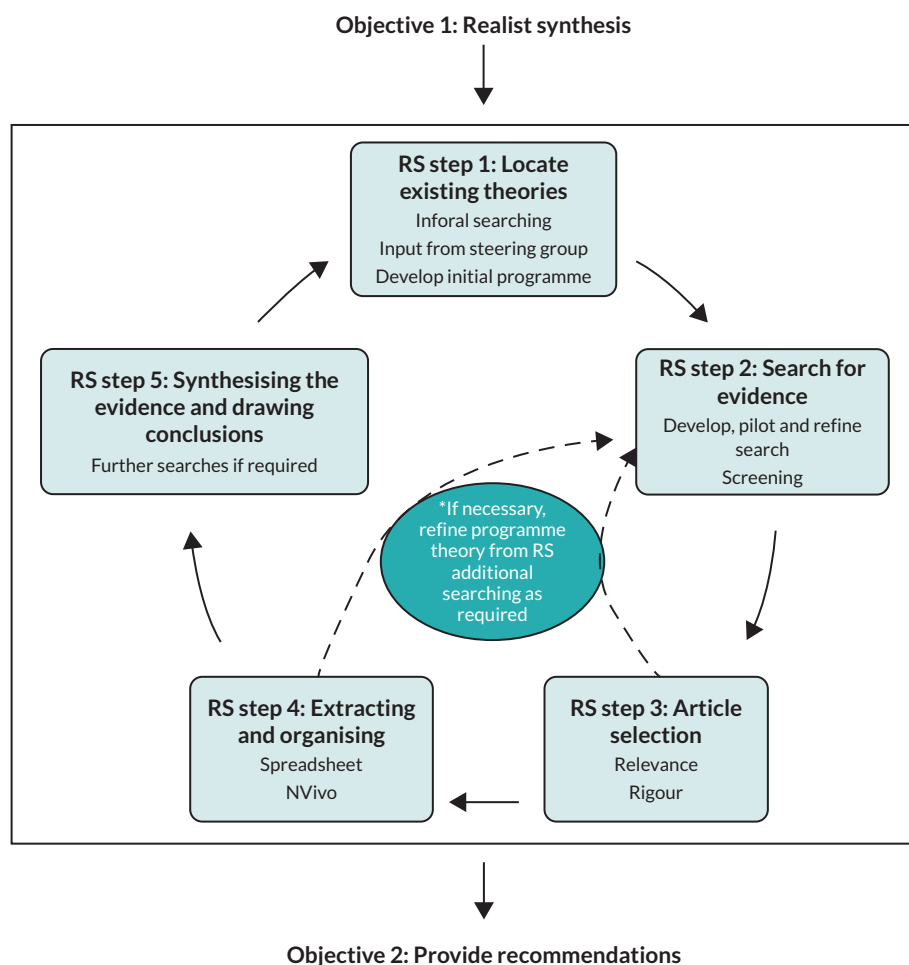 Objective 1: Realist synthesis
RS step 1: Locate
existing theories
Inforal searching
Input from steering group
Develop initial programme
RS step 2: Search for
evidence
Develop, pilot and refine
search
Screening
RS step 5: Synthesising the
evidence and drawing
conclusions
Further searches if required
*If necessary,
refine programme
theory from RS
additional
searching as
required
RS step 4: Extracting
and organising
Spreadsheet
NVivo
RS step 3: Article
selection
Relevance
Rigour
Objective 2: Provide recommendations